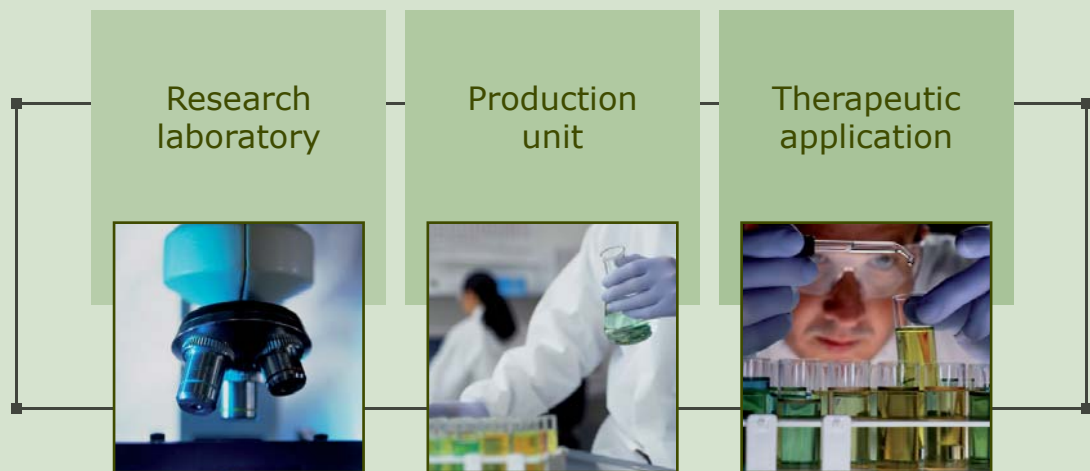 Research
laboratory
Production
unit
Therapeutic
application